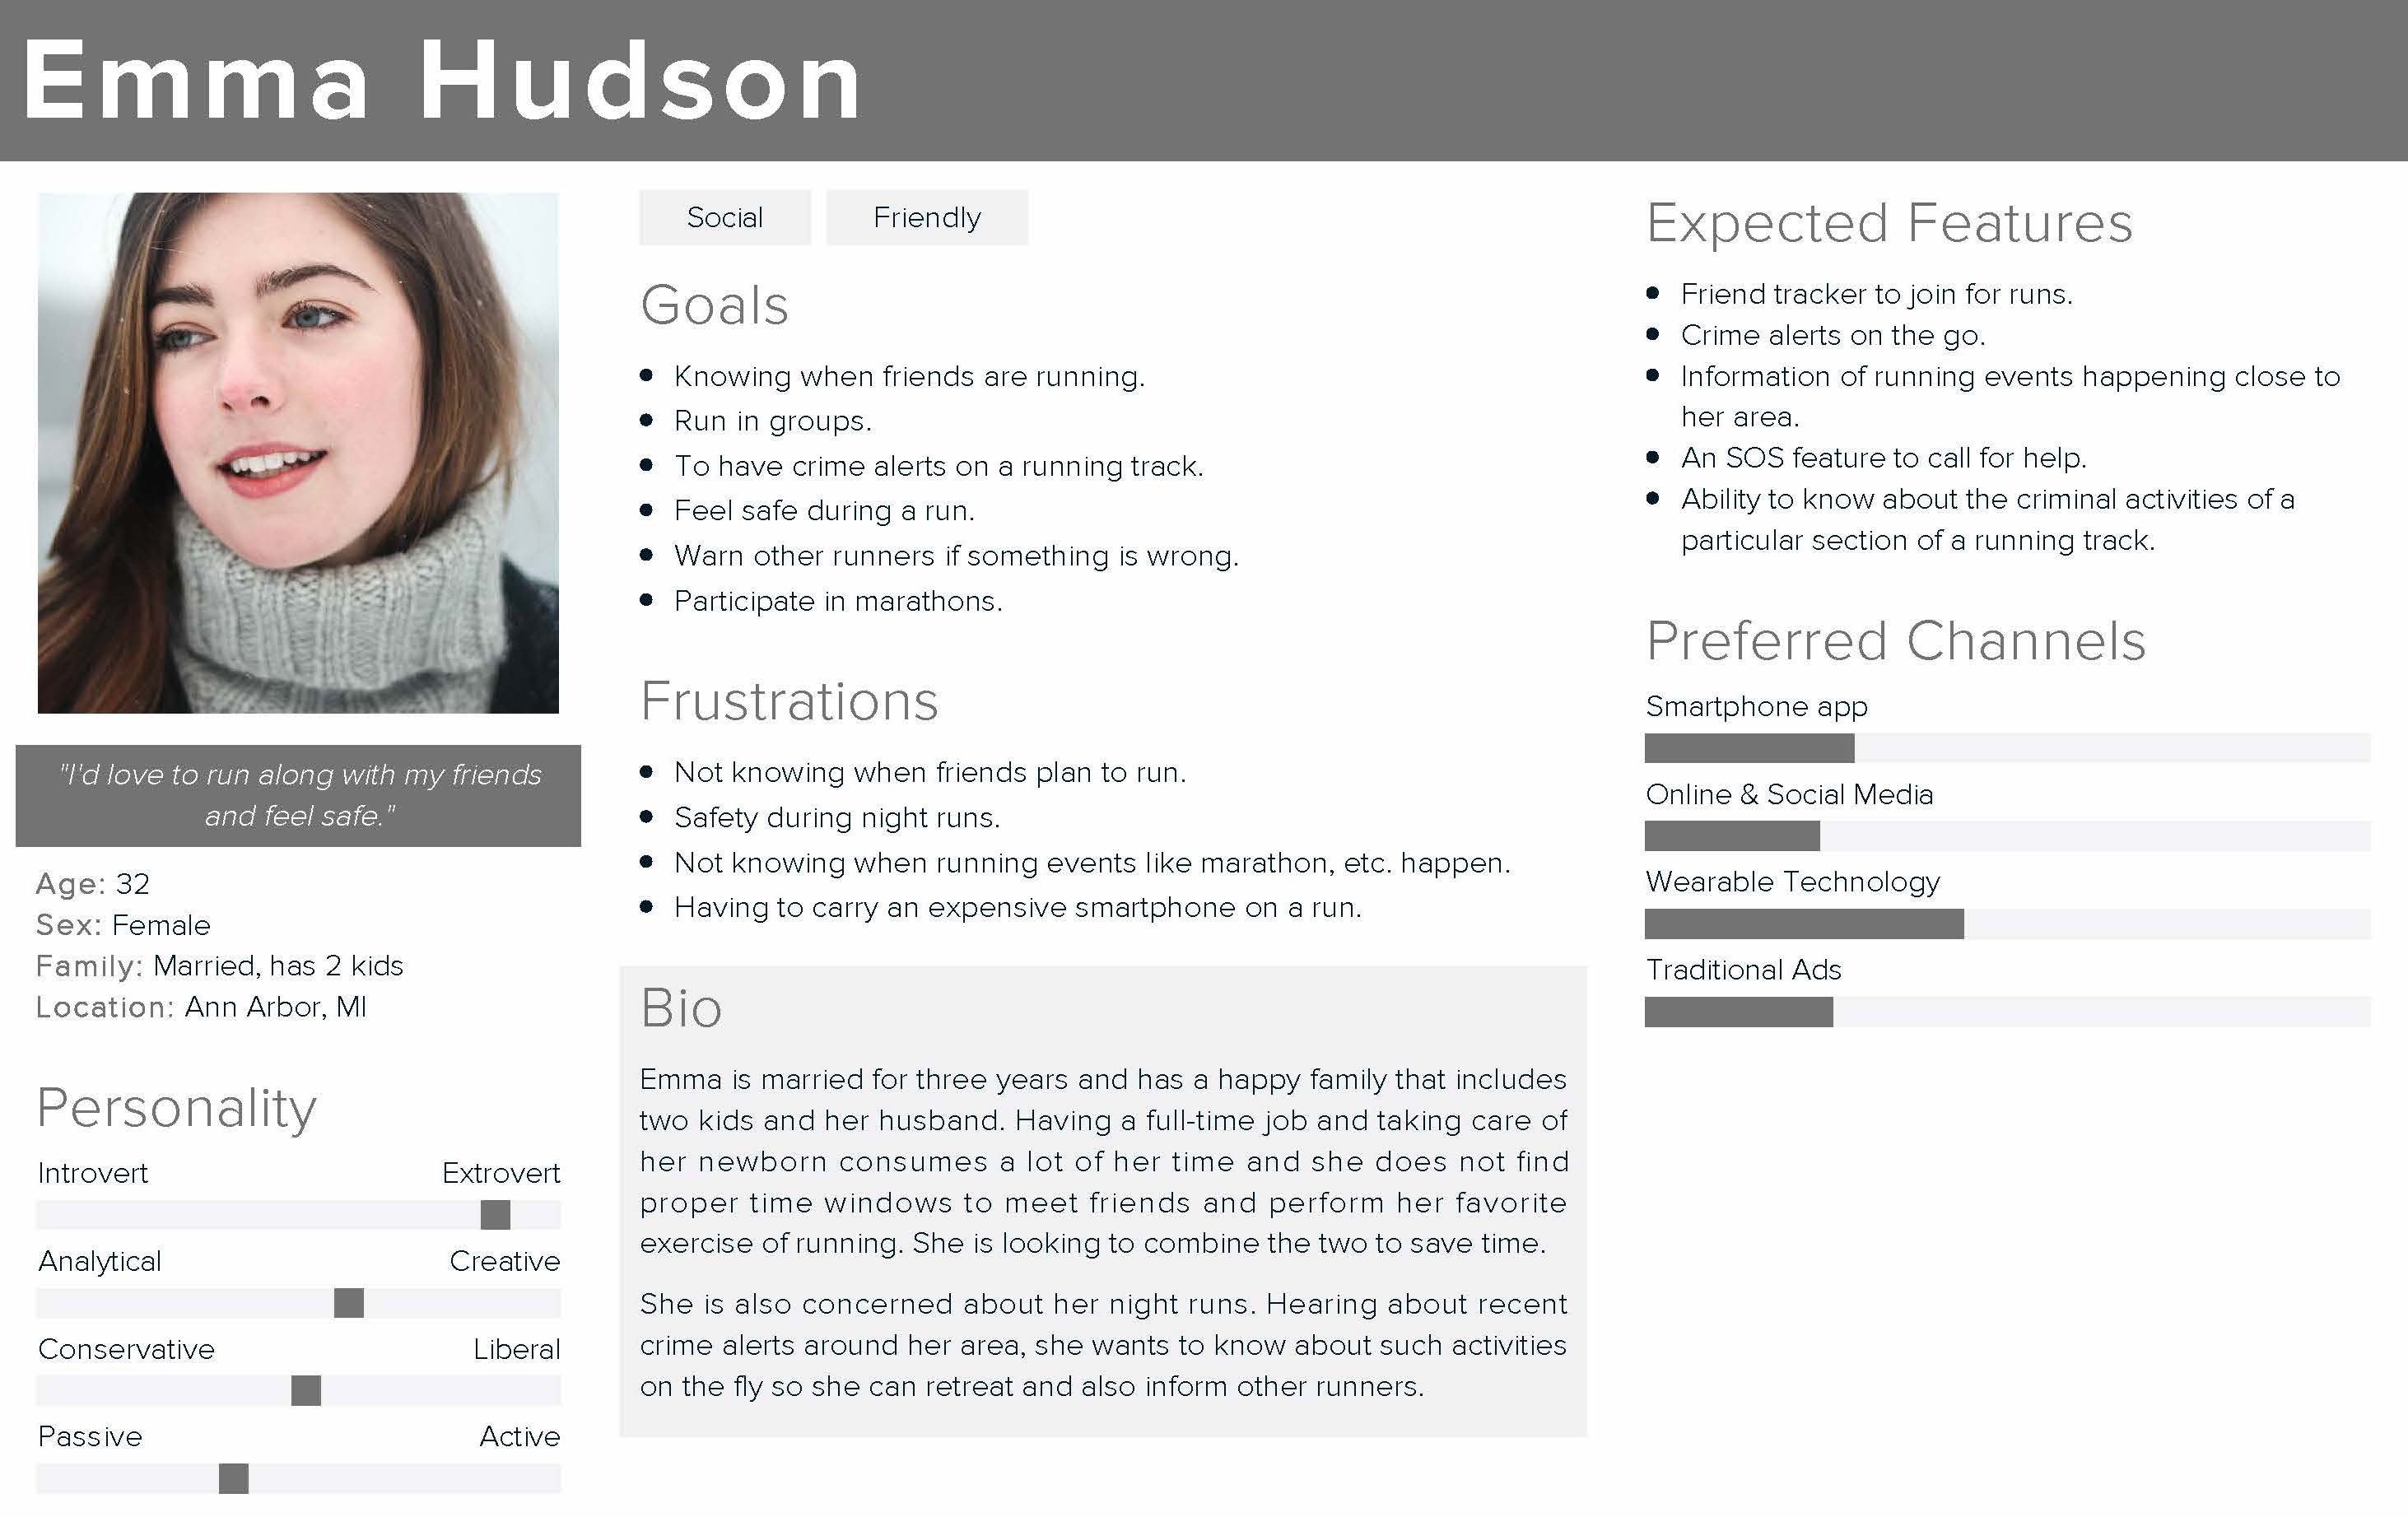 Emma Hudson
"I'd love to run along with my friends
and feel safe."
Age: 32
Sex: Female
Family: Married, has 2 kids
Location: Ann Arbor, MI
Personality
Introvert Extrovert
Analytical Creative
Conservative Liberal
Passive Active
Social Friendly
Goals
Knowing when friends are running.
Run in groups.
To have crime alerts on a running track.
Feel safe during a run.
Warn other runners if something is wrong.
Participate in marathons.
Frustrations
Not knowing when friends plan to run.
Safety during night runs.
Not knowing when running events like marathon, etc. happen.
Having to carry an expensive smartphone on a run.
Bio
Emma is married for three years and has a happy family that includes
two kids and her husband. Having a full-time job and taking care of
her newborn consumes a lot of her time and she does not find
proper time windows to meet friends and perform her favorite
exercise of running. She is looking to combine the two to save time.
She is also concerned about her night runs. Hearing about recent
crime alerts around her area, she wants to know about such activities
on the fly so she can retreat and also inform other runners.
Expected Features
Friend tracker to join for runs.
Crime alerts on the go.
Information of running events happening close to
her area.
An SOS feature to call for help.
Ability to know about the criminal activities of a
particular section of a running track.
Preferred Channels
Smartphone app
Online & Social Media
Wearable Technology
Traditional Ads